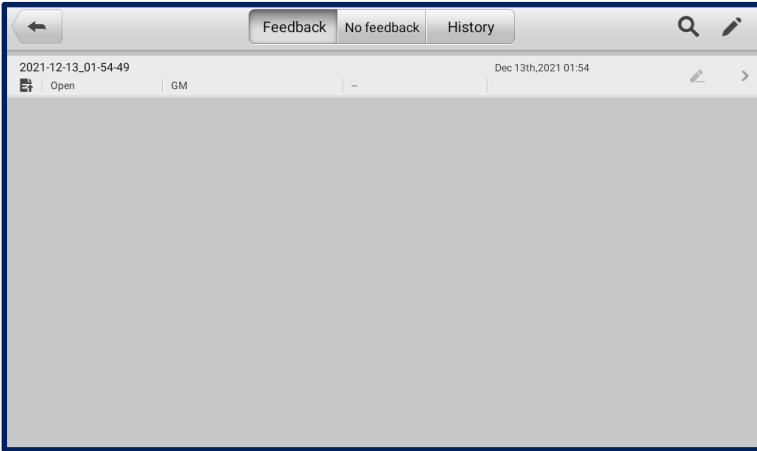 Feedback No feedback History
2021-12-13_01-54-49 Dec 13th,2021 01:54
Open GM --